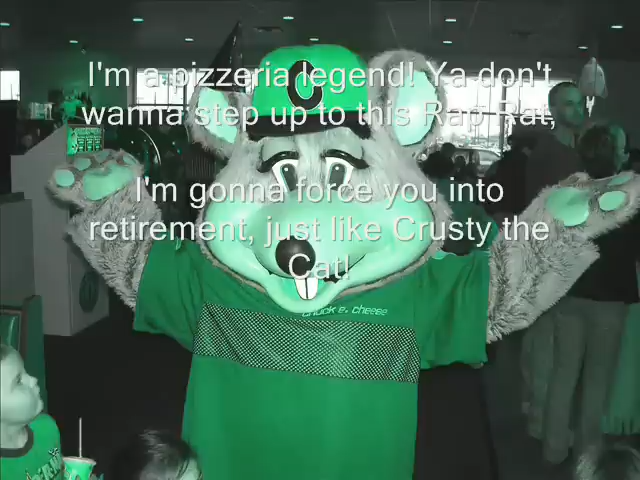 I'm a pizzeria legend! Ya don't
wanna step up to this Rap Rat,
I'm gonna force you into
retirement, just like Crusty the
Cat!
C
chuck e. cheese